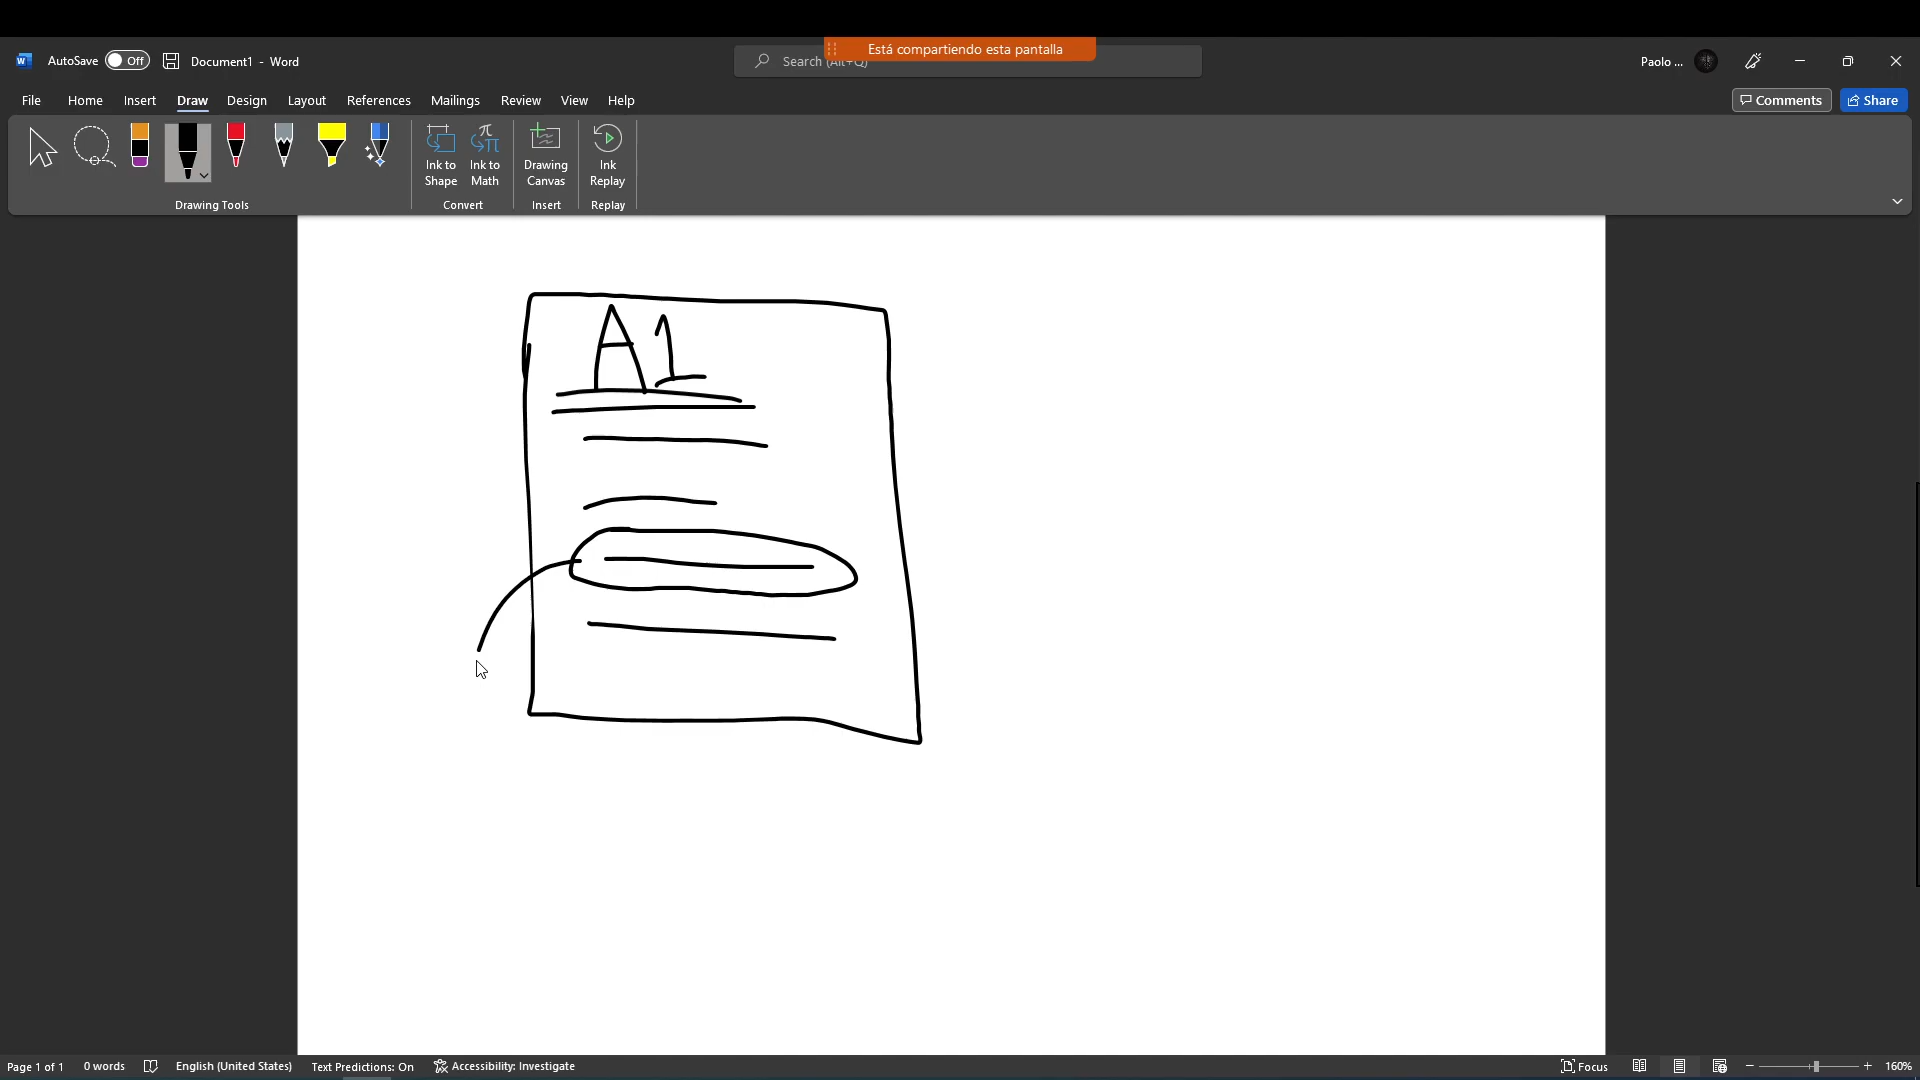 Está compartiendo esta pantalla
AutoSave Off Document1 - Word Search (Alt+Q) Paolo ...
File Home Insert Draw Design Layout References Mailings Review View Help Comments Share
Ink to Shape Ink to Math Drawing Canvas Ink Replay
Drawing Tools Convert Insert Replay
A1
Page 1 of 1 0 words English (United States) Text Predictions: On Accessibility: Investigate Focus 160%